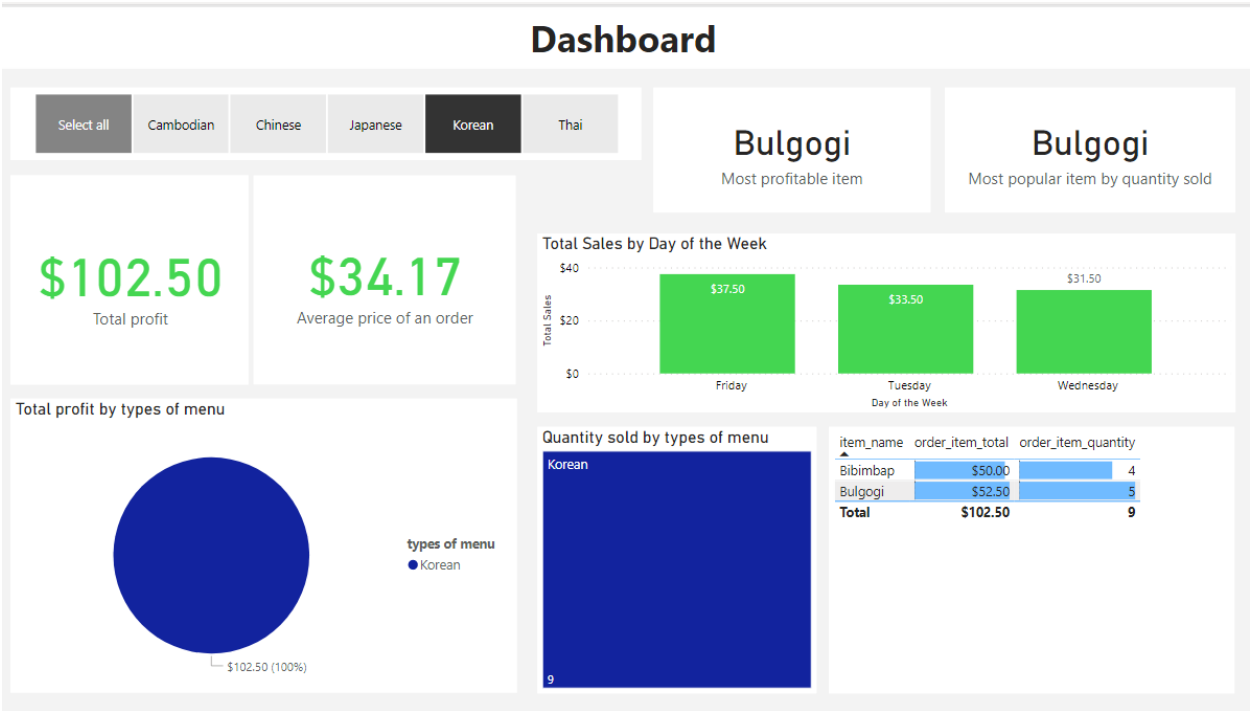 Dashboard
Select all
Cambodian
Chinese
Japanese
Korean
Thai
Bulgogi
Most profitable item
Bulgogi
Most popular item by quantity sold
$102.50
Total profit
$34.17
Average price of an order
Total Sales by Day of the Week
Total Sales
$40
$20
$0
$37.50
$33.50
$31.50
Friday
Tuesday
Wednesday
Day of the Week
Total profit by types of menu
types of menu
Korean
$102.50 (100%)
Quantity sold by types of menu
Korean
9
item_name order_item_total order_item_quantity
Bibimbap $50.00 4
Bulgogi $52.50 5
Total $102.50 9